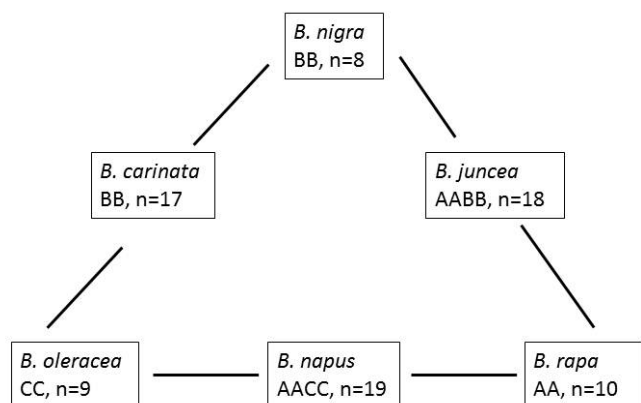 B. nigra
BB, n=8
B. carinata
BB, n=17
B. juncea
AABB, n=18
B. oleracea
CC, n=9
B. napus
AACC, n=19
B. rapa
AA, n=10